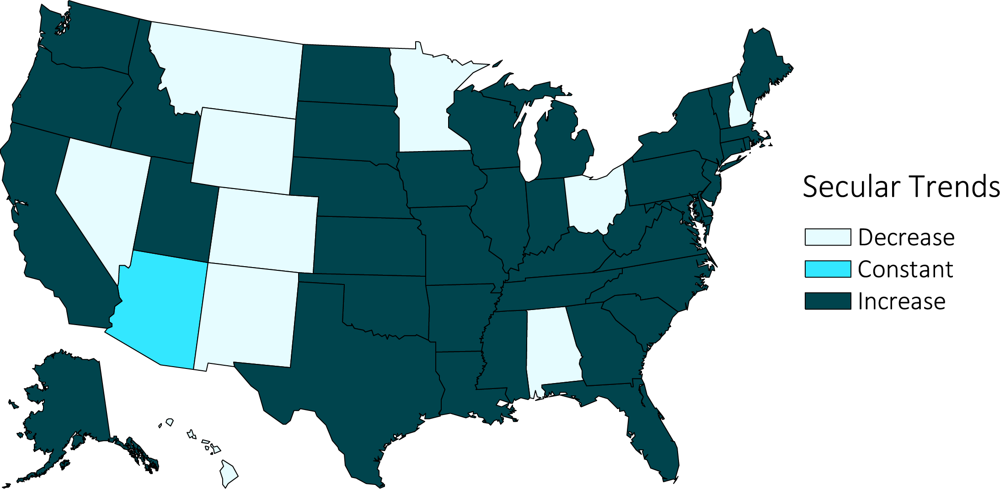 Secular Trends
Decrease
Constant
Increase